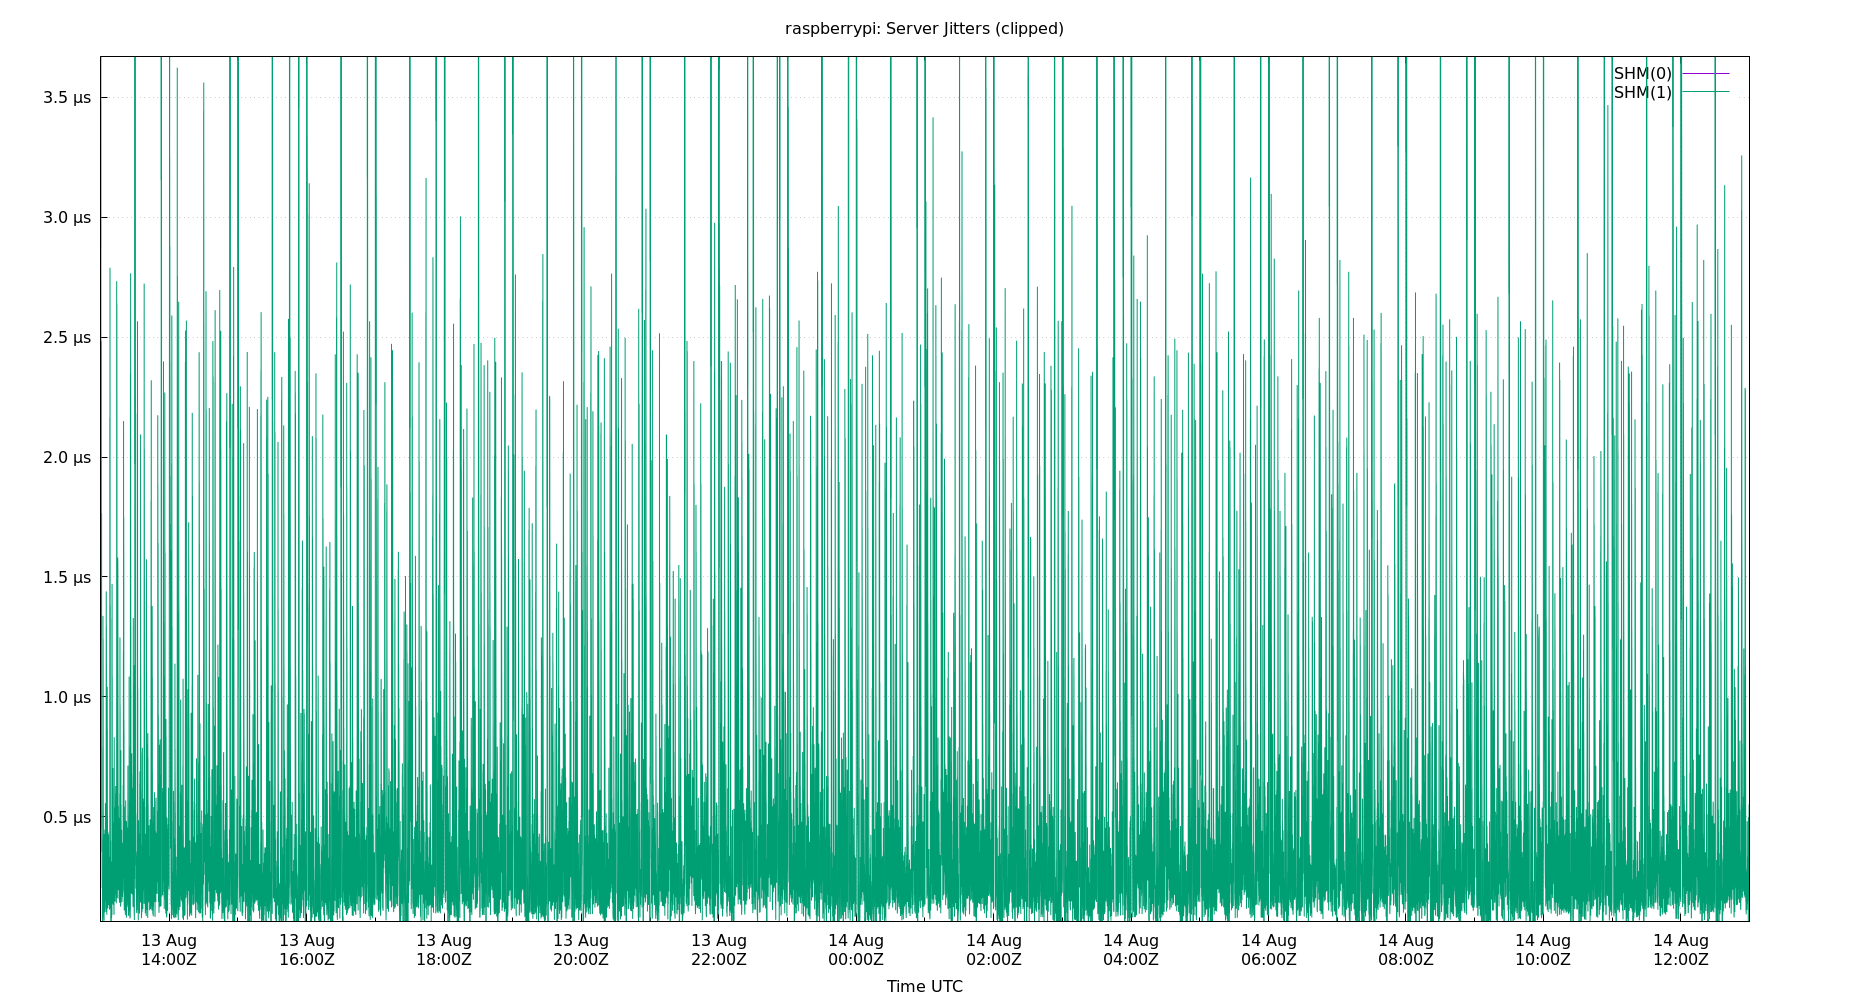 raspberrypi: Server Jitters (clipped)
SHM(0)
SHM(1)
3.5 µs
3.0 µs
2.5 µs
2.0 µs
1.5 µs
1.0 µs
0.5 µs
13 Aug 13 Aug 13 Aug 13 Aug 13 Aug 14 Aug 14 Aug 14 Aug 14 Aug 14 Aug 14 Aug 14 Aug
14:00Z 16:00Z 18:00Z 20:00Z 22:00Z 00:00Z 02:00Z 04:00Z 06:00Z 08:00Z 10:00Z 12:00Z
Time UTC